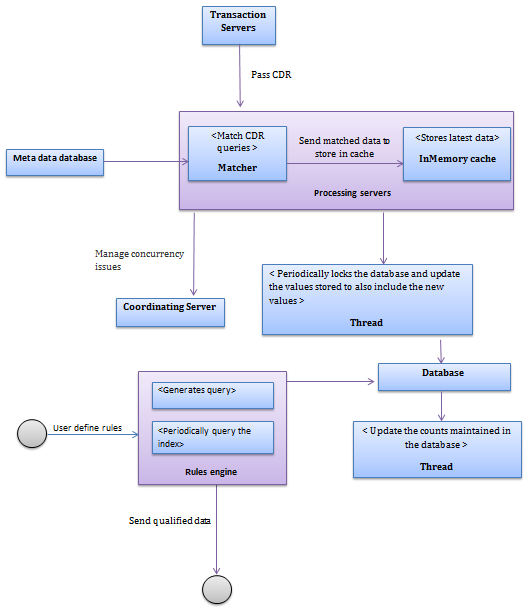 Transaction
Servers
Pass CDR
<Match CDR
queries >
Matcher
Send matched data to
store in cache
<Stores latest data>
InMemory cache
Meta data database
Processing servers
Manage concurrency
issues
Coordinating Server
< Periodically locks the database and update
the values stored to also include the new
values >
Thread
Database
<Generates query>
<Periodically query the
index>
Rules engine
User define rules
< Update the counts maintained in
the database >
Thread
Send qualified data